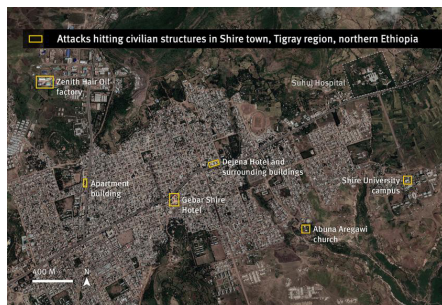 Attacks hitting civilian structures in Shire town, Tigray region, northern Ethiopia
Zenith Hair Oil
factory
Suhul Hospital
Dejena Hotel and
surrounding buildings
Shire University
campus
Apartment
building
Gebar Shire
Hotel
Abuna Aregawi
church
400 M
N